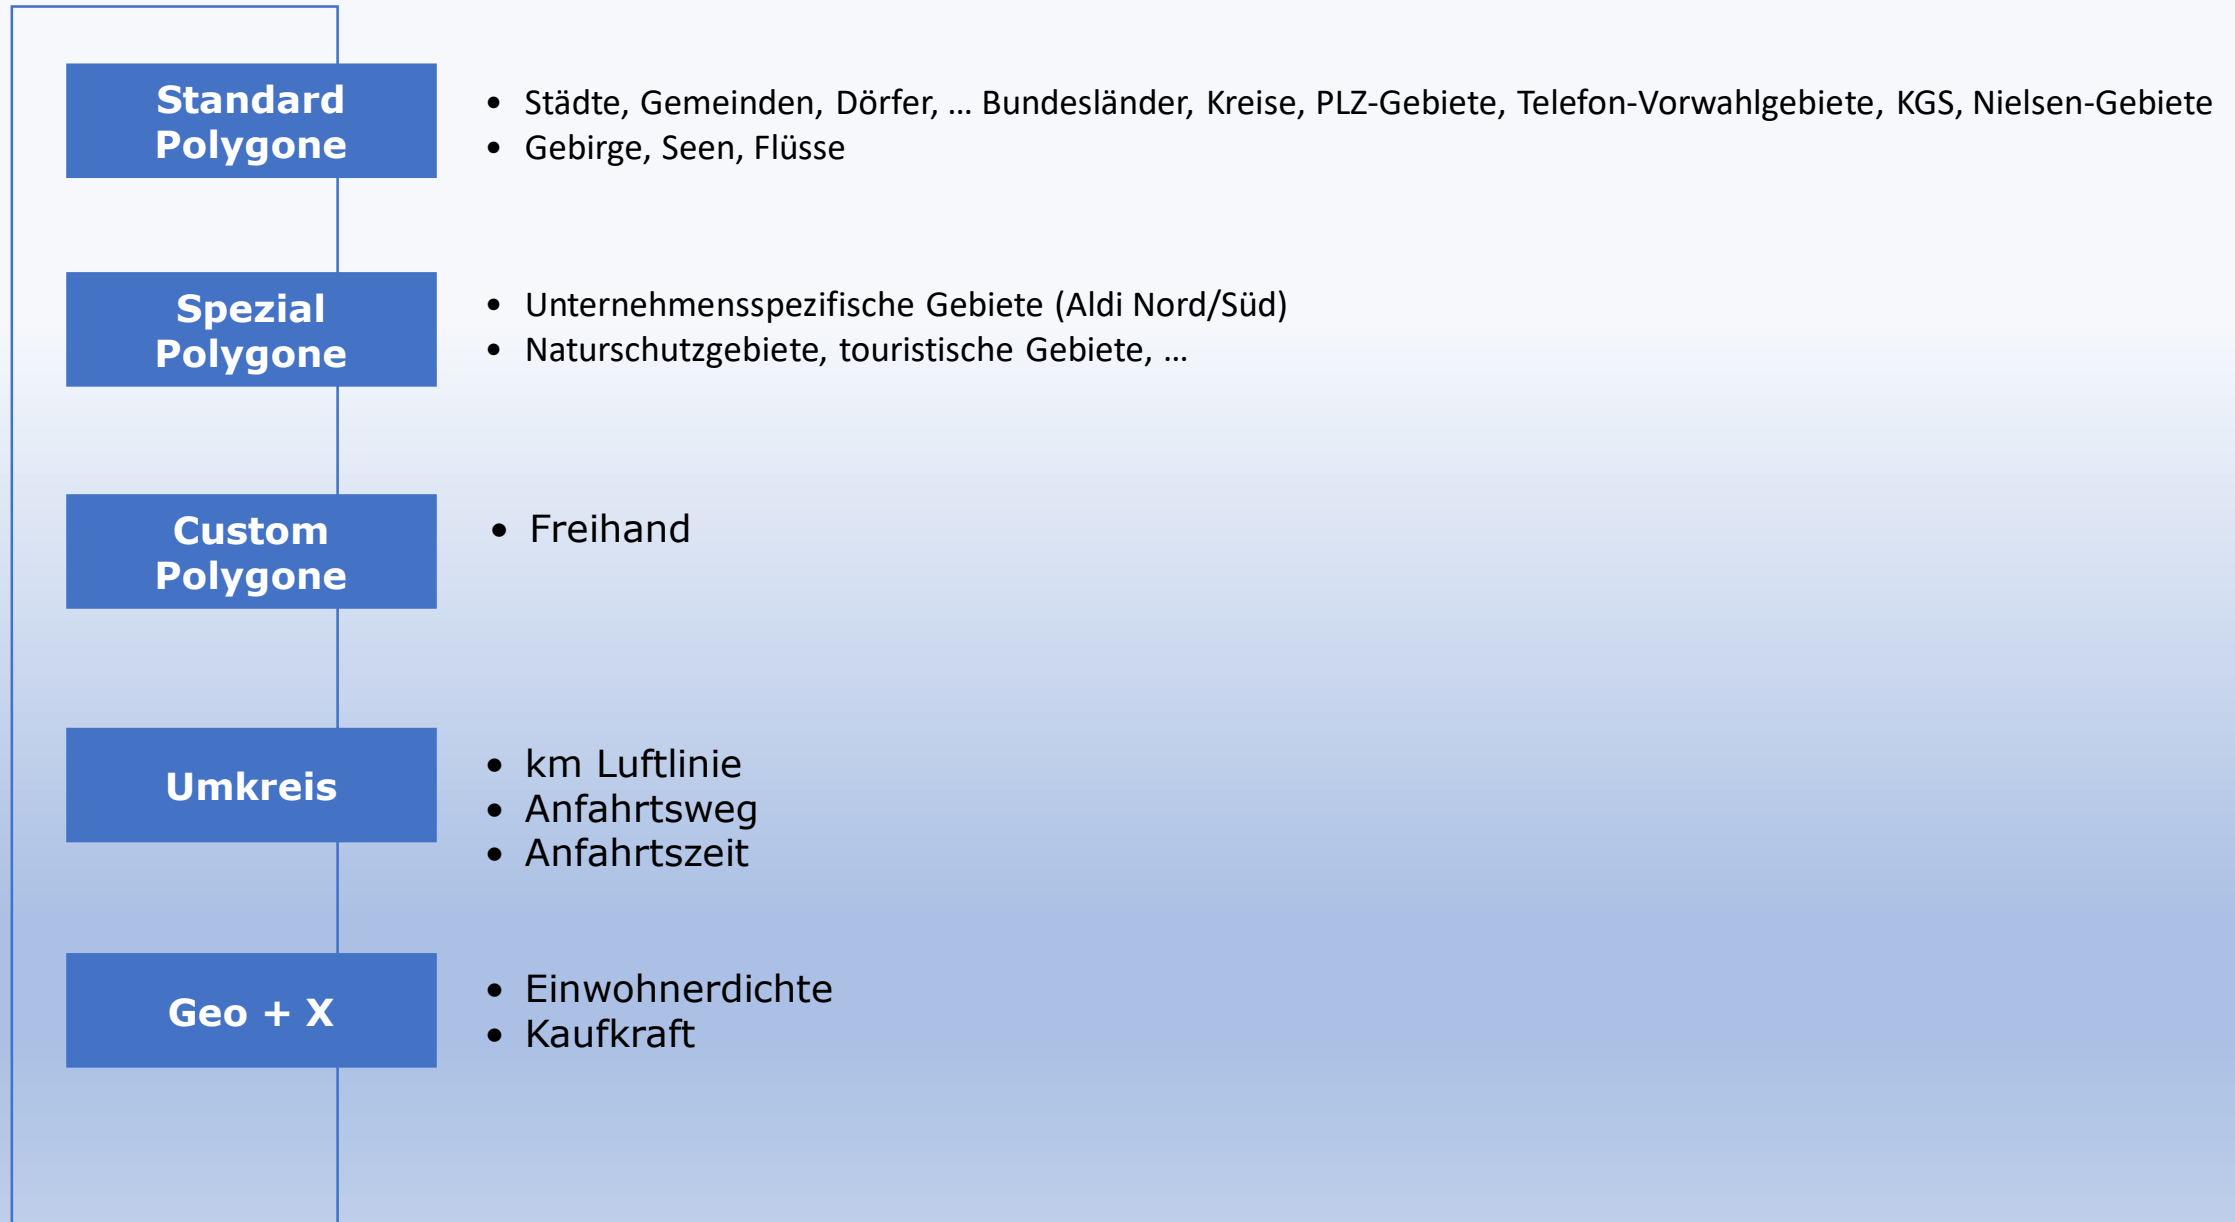 Standard
Polygone
• Städte, Gemeinden, Dörfer, … Bundesländer, Kreise, PLZ-Gebiete, Telefon-Vorwahlgebiete, KGS, Nielsen-Gebiete
• Gebirge, Seen, Flüsse
Spezial
Polygone
• Unternehmensspezifische Gebiete (Aldi Nord/Süd)
• Naturschutzgebiete, touristische Gebiete, …
Custom
Polygone
• Freihand
Umkreis
• km Luftlinie
• Anfahrtsweg
• Anfahrtszeit
Geo + X
• Einwohnerdichte
• Kaufkraft